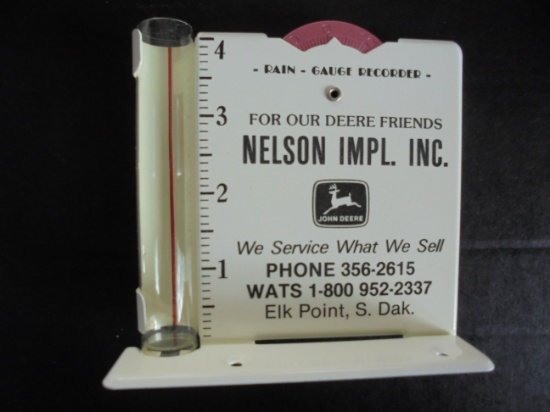 4
- RAIN - GAUGE RECORDER -
3
FOR OUR DEERE FRIENDS
NELSON IMPL. INC.
2
JOHN DEERE
We Service What We Sell
1
PHONE 356-2615
WATS 1-800 952-2337
Elk Point, S. Dak.